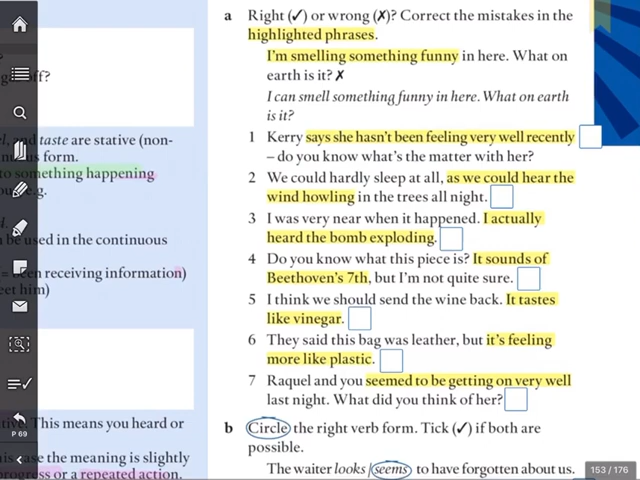 a Right (✓) or wrong (✗)? Correct the mistakes in the
highlighted phrases.
I'm smelling something funny in here. What on
earth is it? ✗
I can smell something funny in here. What on earth
is it?
1 Kerry says she hasn't been feeling very well recently
– do you know what's the matter with her?
2 We could hardly sleep at all, as we could hear the
wind howling in the trees all night.
3 I was very near when it happened. I actually
heard the bomb exploding.
4 Do you know what this piece is? It sounds of
Beethoven's 7th, but I'm not quite sure.
5 I think we should send the wine back. It tastes
like vinegar.
6 They said this bag was leather, but it's feeling
more like plastic.
7 Raquel and you seemed to be getting on very well
last night. What did you think of her?
b Circle the right verb form. Tick (✓) if both are
possible.
The waiter looks / seems to have forgotten about us.
off?
and taste are stative (non-
form.
to something happening
e.g.
be used in the continuous
= been receiving information)
eet him)
ative. This means you heard or
is case the meaning is slightly
progress or a repeated action.
P 69
153 / 176